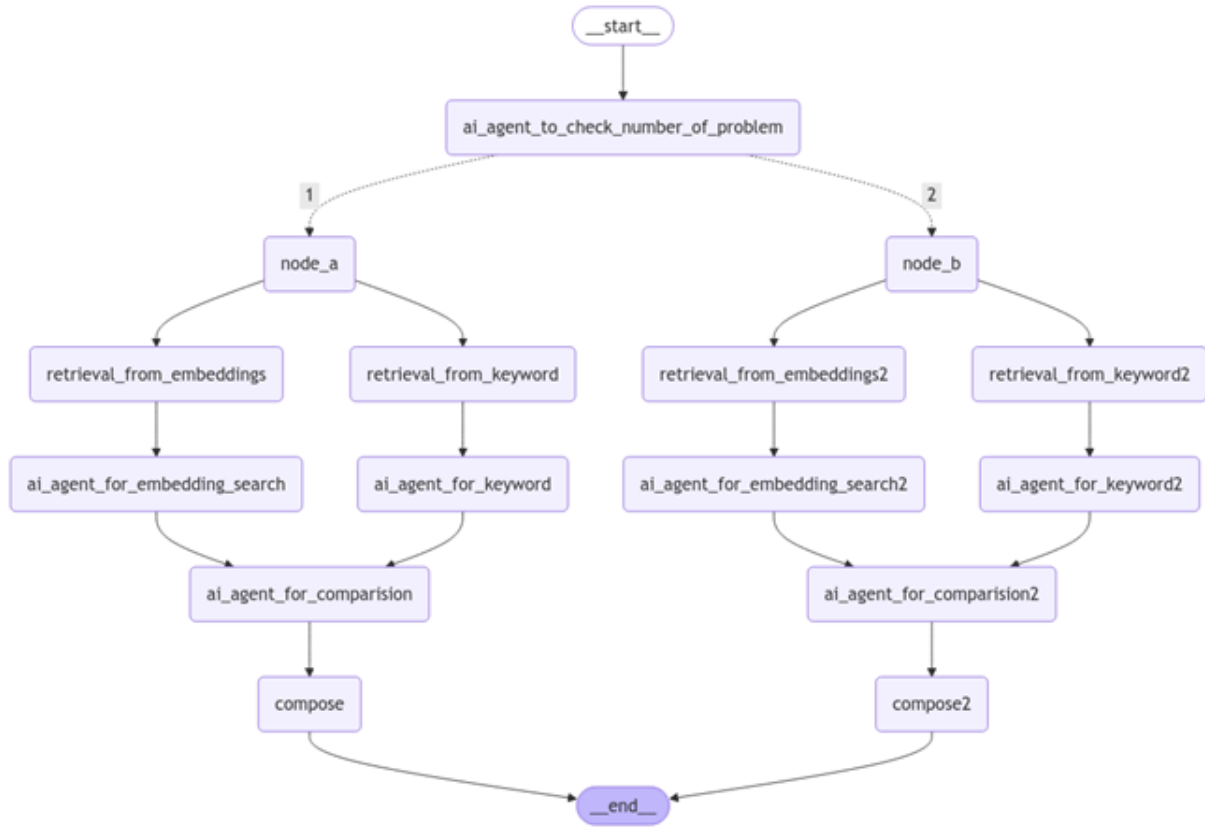 __start__
ai_agent_to_check_number_of_problem
1
2
node_a
node_b
retrieval_from_embeddings
retrieval_from_keyword
retrieval_from_embeddings2
retrieval_from_keyword2
ai_agent_for_embedding_search
ai_agent_for_keyword
ai_agent_for_embedding_search2
ai_agent_for_keyword2
ai_agent_for_comparision
ai_agent_for_comparision2
compose
compose2
__end__